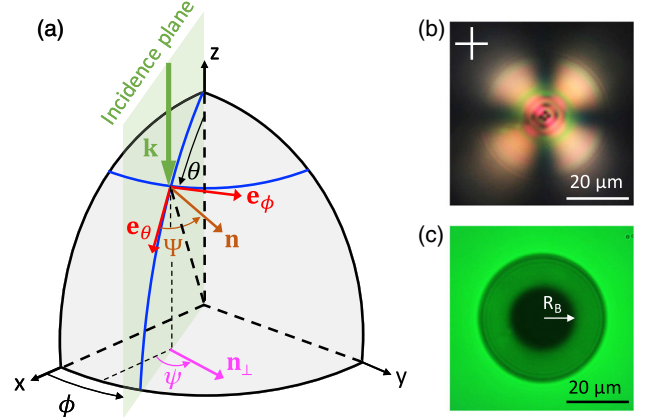 (a)
Incidence plane
z
k
θ
e_ϕ
e_θ
Ψ
n
x
ψ
n_⊥
y
ϕ
(b)
20 µm
(c)
R_B
20 µm